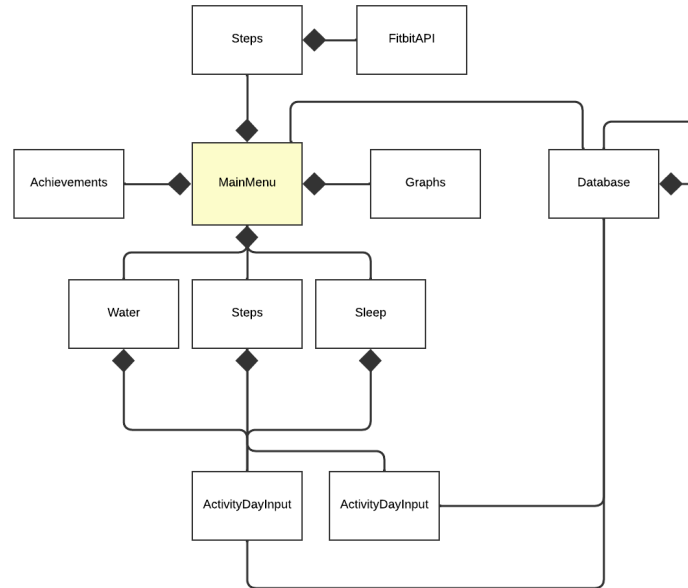 Steps
FitbitAPI
Achievements
MainMenu
Graphs
Database
Water
Steps
Sleep
ActivityDayInput
ActivityDayInput